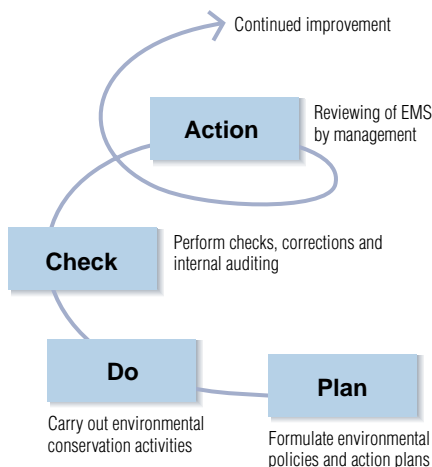 Continued improvement
Action
Reviewing of EMS
by management
Check
Perform checks, corrections and
internal auditing
Do
Carry out environmental
conservation activities
Plan
Formulate environmental
policies and action plans